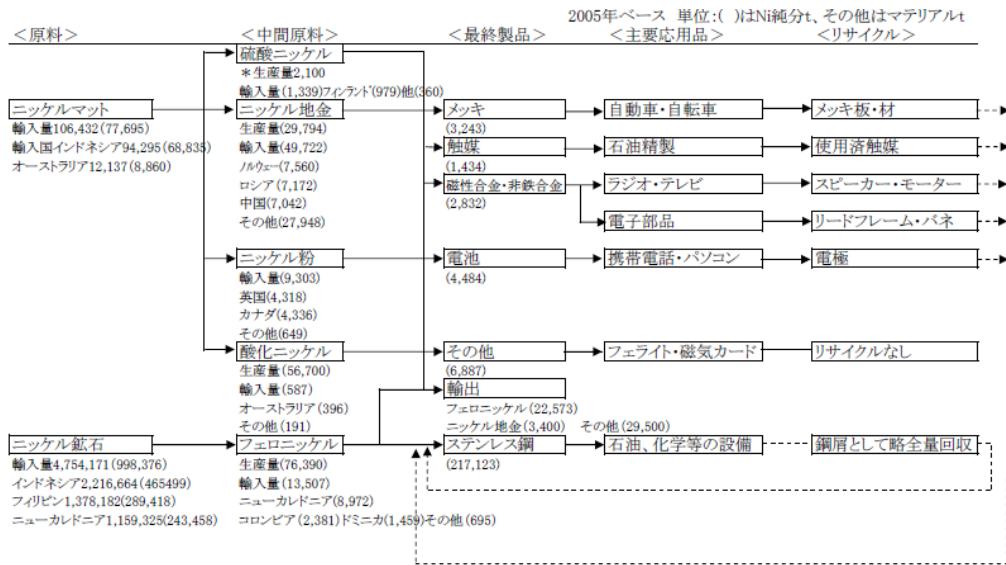 2005年ベース 単位:( )はNi純分t、その他はマテリアルt
＜原料＞ ＜中間原料＞ ＜最終製品＞ ＜主要応用品＞ ＜リサイクル＞
硫酸ニッケル
＊生産量2,100
輸入量(1,339)フィンランド(979)他(360)
ニッケルマット
輸入量106,432(77,695)
輸入国インドネシア94,295(68,835)
オーストラリア12,137(8,860)
ニッケル地金
生産量(29,794)
輸入量(49,722)
ノルウェー(7,560)
ロシア(7,172)
中国(7,042)
その他(27,948)
メッキ
(3,243)
自動車・自転車
メッキ板・材
触媒
(1,434)
石油精製
使用済触媒
磁性合金・非鉄合金
(2,832)
ラジオ・テレビ
スピーカー・モーター
電子部品
リードフレーム・バネ
ニッケル粉
輸入量(9,303)
英国(4,318)
カナダ(4,336)
その他(649)
電池
(4,484)
携帯電話・パソコン
電極
酸化ニッケル
生産量(56,700)
輸入量(587)
オーストラリア(396)
その他(191)
その他
(6,887)
フェライト・磁気カード
リサイクルなし
輸出
フェロニッケル(22,573)
ニッケル地金(3,400) その他(29,500)
ニッケル鉱石
輸入量4,754,171(998,376)
インドネシア2,216,664(465499)
フィリピン1,378,182(289,418)
ニューカレドニア1,159,325(243,458)
フェロニッケル
生産量(76,390)
輸入量(13,507)
ニューカレドニア(8,972)
コロンビア(2,381)ドミニカ(1,459)その他(695)
ステンレス鋼
(217,123)
石油、化学等の設備
鋼屑として略全量回収